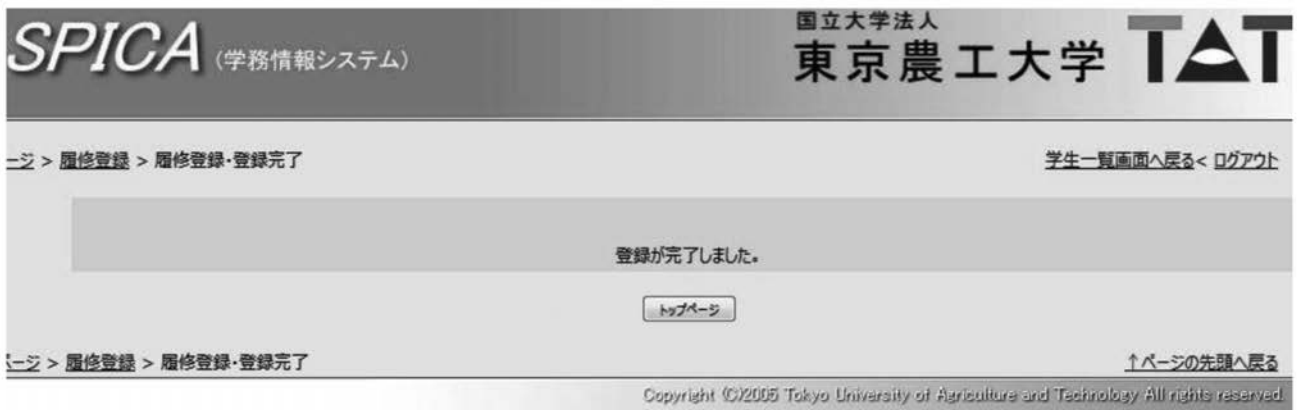 SPICA (学務情報システム)
国立大学法人
東京農工大学 TAT
ージ > 履修登録 > 履修登録・登録完了
学生一覧画面へ戻る< ログアウト
登録が完了しました。
トップページ
ページ > 履修登録 > 履修登録・登録完了
↑ページの先頭へ戻る
Copyright (C)2005 Tokyo University of Agriculture and Technology All rights reserved.